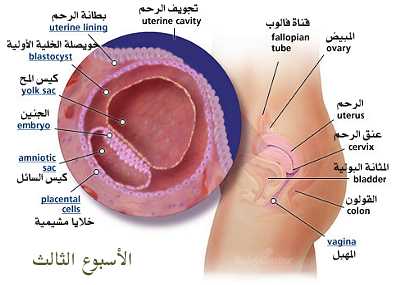 بطانة الرحم
uterine lining
تجويف الرحم
uterine cavity
حويصلة الخلية الأولية
blastocyst
كيس المح
yolk sac
الجنين
embryo
amniotic
sac
كيس السائل
placental
cells
خلايا مشيمية
الأسبوع الثالث
قناة فالوب
fallopian
tube
المبيض
ovary
الرحم
uterus
عنق الرحم
cervix
المثانة البولية
bladder
القولون
colon
vagina
المهبل